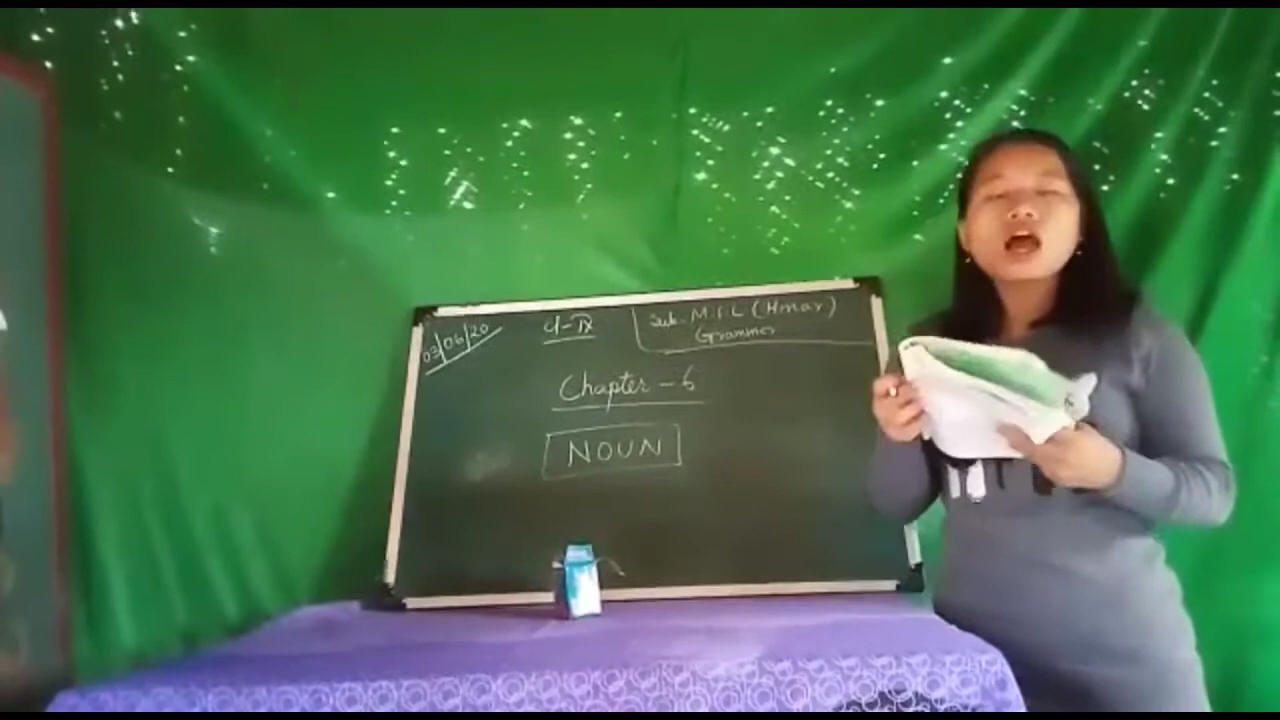 03/06/20
Cl-IX
Sub- M.I.L (Hmar)
Grammar
Chapter - 6
NOUN